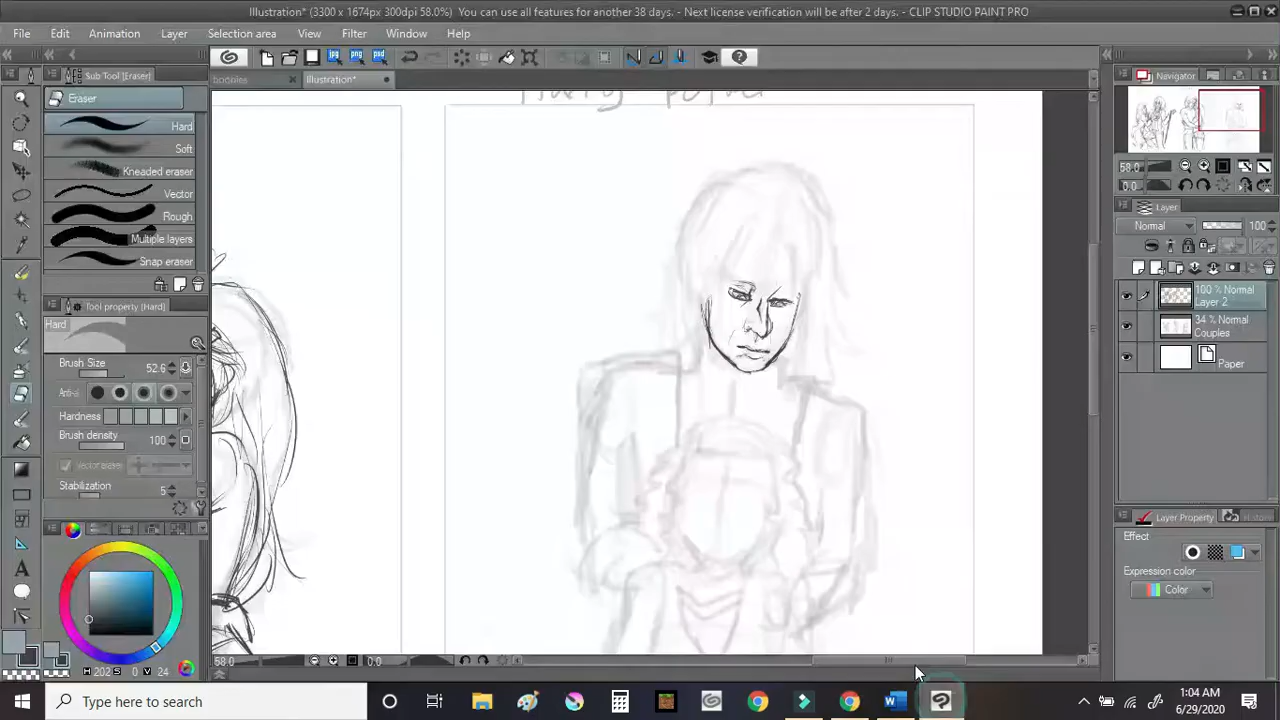 Illustration* (3300 x 1674px 300dpi 58.0%) You can use all features for another 38 days. - Next license verification will be after 2 days. - CLIP STUDIO PAINT PRO
File Edit Animation Layer Selection area View Filter Window Help
Sub Tool [Eraser]
Illustration*
Navigator
Eraser
Hard
Soft
Kneaded eraser
Vector
Rough
Multiple layers
Snap eraser
Tool property [Hard]
Hard
Brush Size 52.6
Hardness
Brush density 100
Vector eraser
Stabilization 5
58.0
0.0
Layer
Normal 100
100 % Normal
Layer 2
34 % Normal
Couples
Paper
Layer Property
Effect
Expression color
Color
H 202 S 0 V 24
58.0 0.0
Type here to search
1:04 AM
6/29/2020